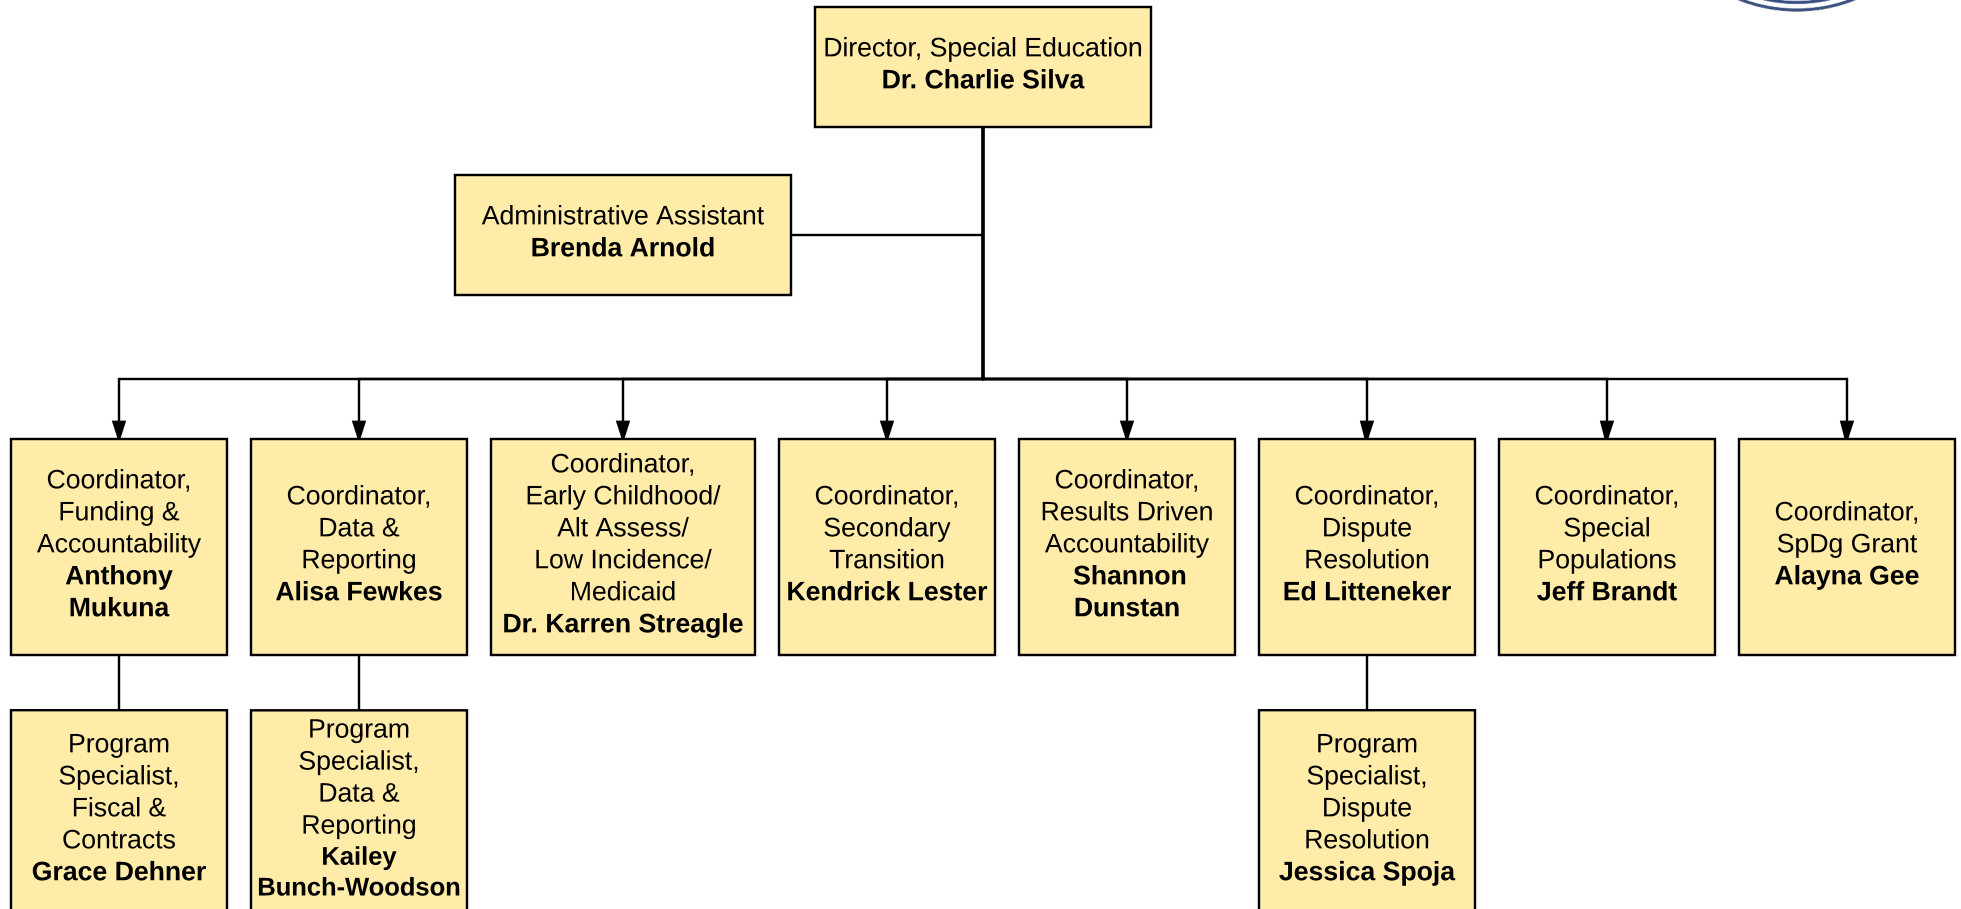 Director, Special Education
Dr. Charlie Silva
Administrative Assistant
Brenda Arnold
Coordinator,
Funding &
Accountability
Anthony
Mukuna
Coordinator,
Data &
Reporting
Alisa Fewkes
Coordinator,
Early Childhood/
Alt Assess/
Low Incidence/
Medicaid
Dr. Karren Streagle
Coordinator,
Secondary
Transition
Kendrick Lester
Coordinator,
Results Driven
Accountability
Shannon
Dunstan
Coordinator,
Dispute
Resolution
Ed Litteneker
Coordinator,
Special
Populations
Jeff Brandt
Coordinator,
SpDg Grant
Alayna Gee
Program
Specialist,
Fiscal &
Contracts
Grace Dehner
Program
Specialist,
Data &
Reporting
Kailey
Bunch-Woodson
Program
Specialist,
Dispute
Resolution
Jessica Spoja